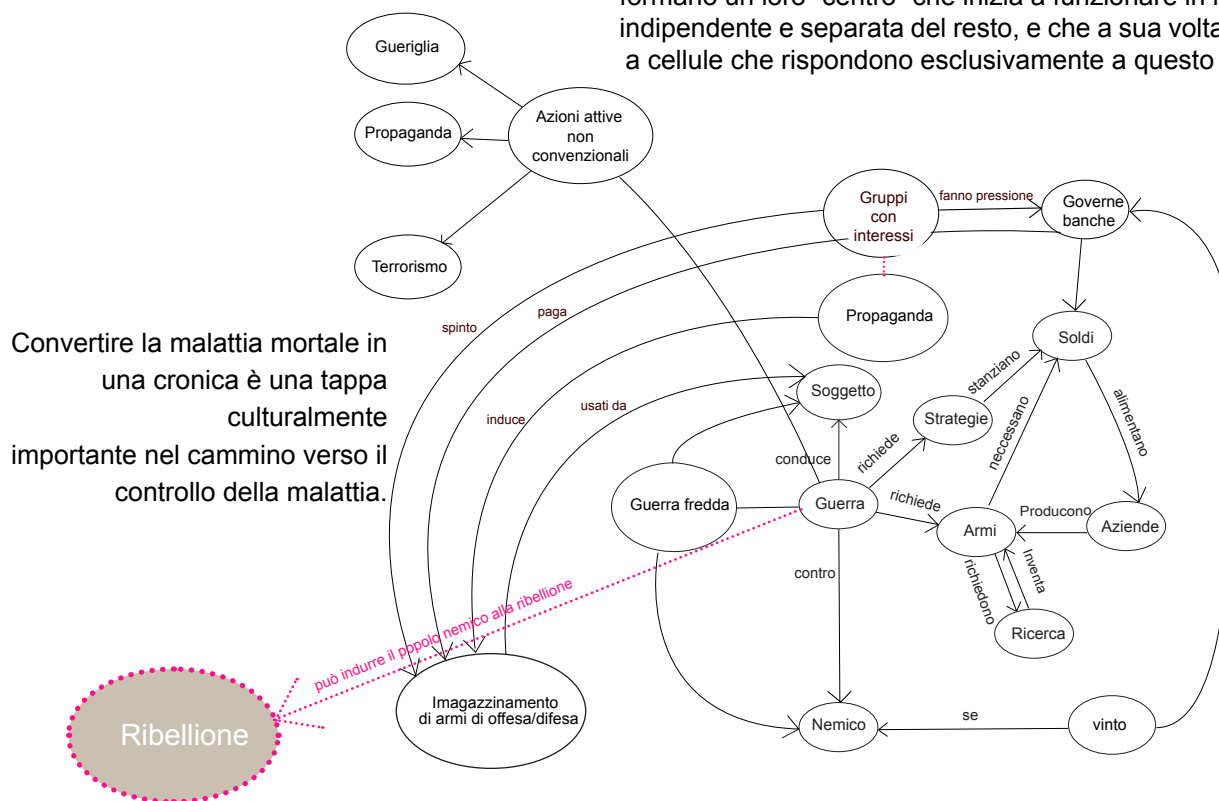 formano un loro "centro" che inizia a funzionare in
indipendente e separata del resto, e che a sua volta
a cellule che rispondono esclusivamente a questo
Gueriglia
Azioni attive
non
convenzionali
Propaganda
Terrorismo
Gruppi
con
interessi
fanno pressione
Governe
banche
spinto
paga
Propaganda
Soldi
Convertire la malattia mortale in
una cronica è una tappa
culturalmente
importante nel cammino verso il
controllo della malattia.
induce
usati da
Soggetto
stanziano
Strategie
alimentano
conduce
richiede
neccessano
Guerra fredda
Guerra
richiede
Armi
Producono
Aziende
contro
richiedono
Inventa
Ricerca
può indurre il popolo nemico alla ribellione
Ribellione
Imagazzinamento
di armi di offesa/difesa
Nemico
se
vinto